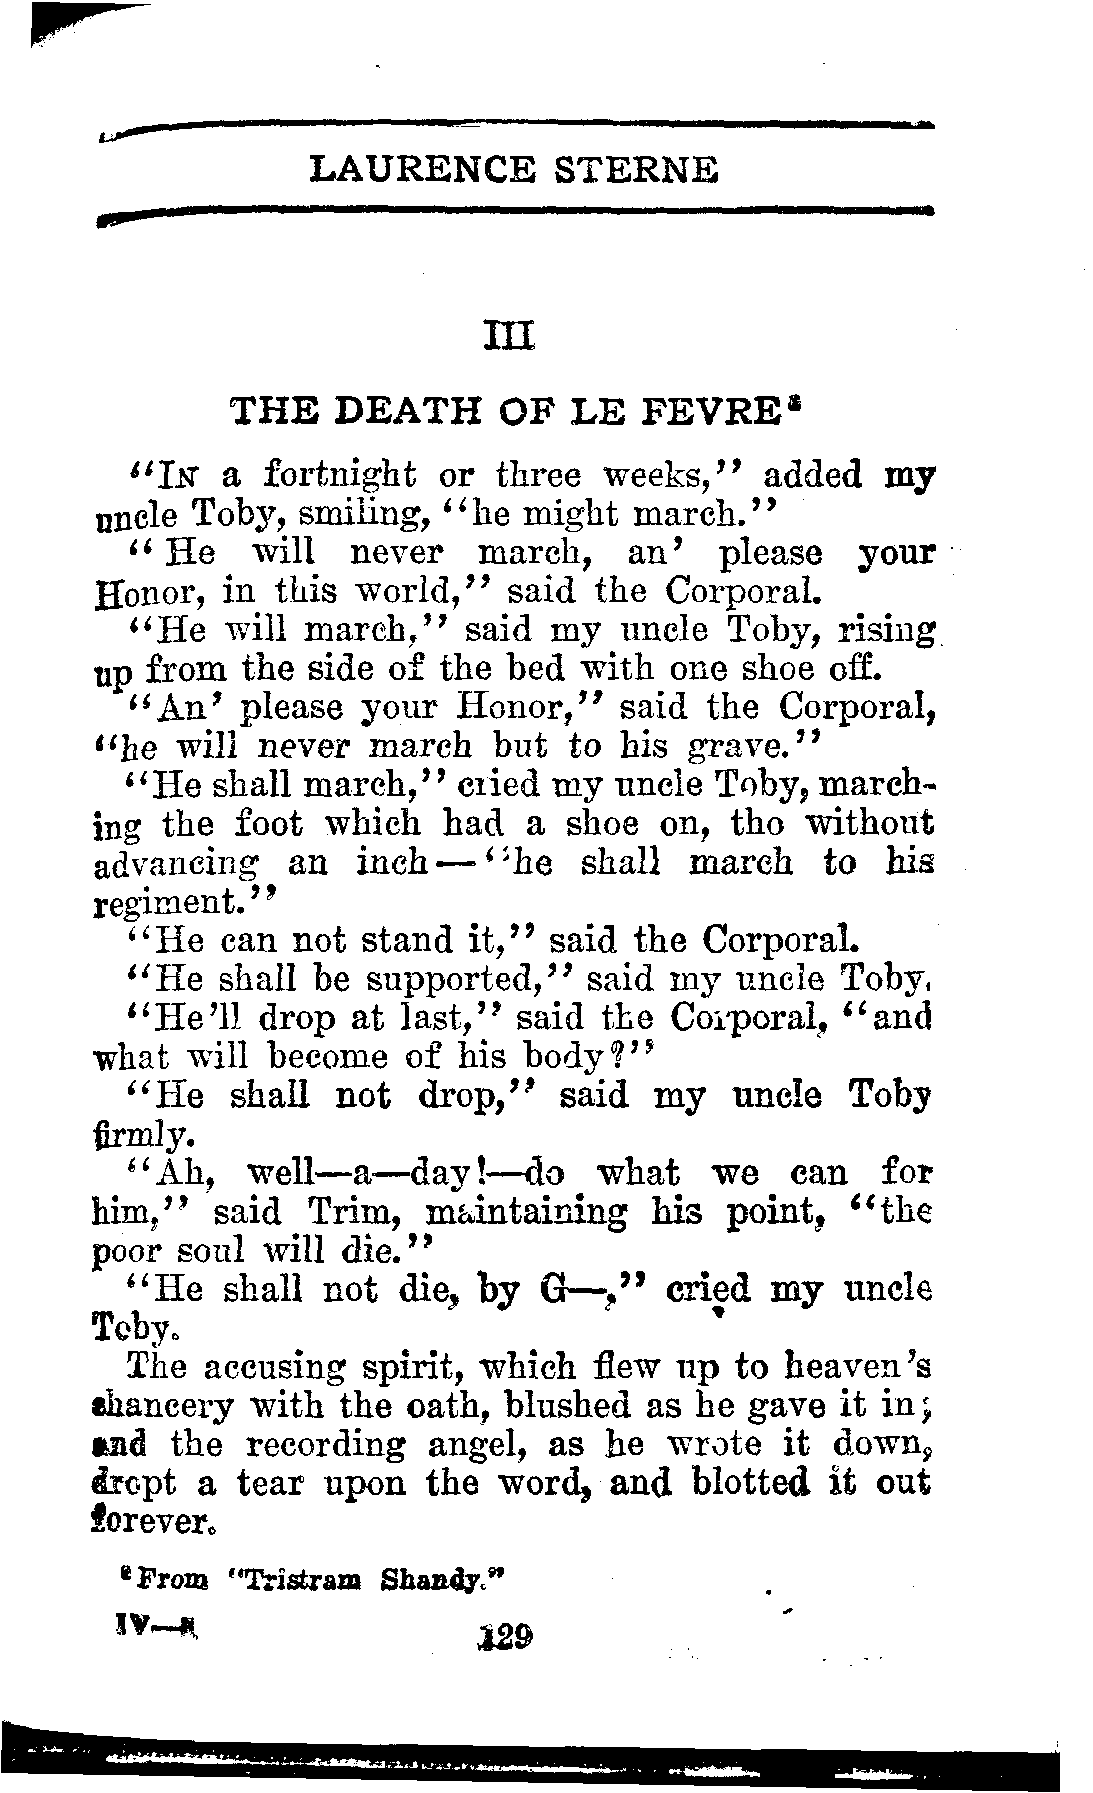 LAURENCE STERNE
III
THE DEATH OF LE FEVRE²
"IN a fortnight or three weeks," added my
uncle Toby, smiling, "he might march."
"He will never march, an' please your
Honor, in this world," said the Corporal.
"He will march," said my uncle Toby, rising
up from the side of the bed with one shoe off.
"An' please your Honor," said the Corporal,
"he will never march but to his grave."
"He shall march," cried my uncle Toby, march-
ing the foot which had a shoe on, tho without
advancing an inch—"he shall march to his
regiment."
"He can not stand it," said the Corporal.
"He shall be supported," said my uncle Toby.
"He'll drop at last," said the Corporal, "and
what will become of his body?"
"He shall not drop," said my uncle Toby
firmly.
"Ah, well—a—day!—do what we can for
him," said Trim, maintaining his point, "the
poor soul will die."
"He shall not die, by G—," cried my uncle
Toby.
The accusing spirit, which flew up to heaven's
chancery with the oath, blushed as he gave it in;
and the recording angel, as he wrote it down,
dropt a tear upon the word, and blotted it out
forever.
²From "Tristram Shandy."
129